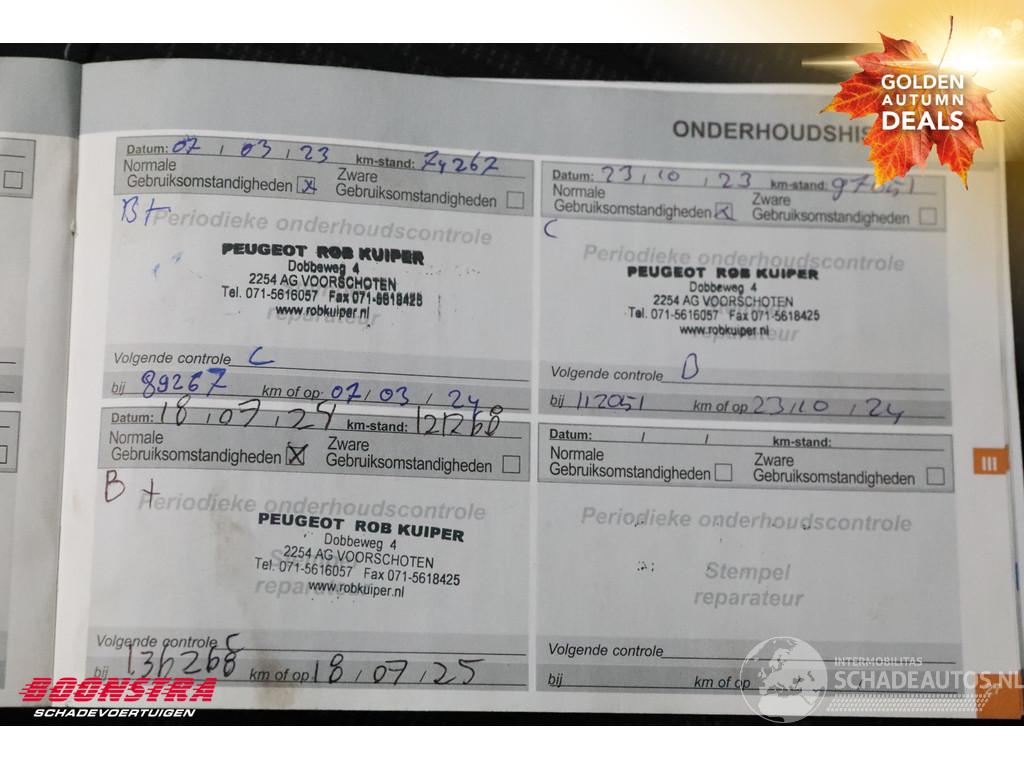 GOLDEN
AUTUMN
DEALS
ONDERHOUDSHIS
Datum: 07 / 03 / 23 km-stand: 74267
Normale Zware
Gebruiksomstandigheden X Gebruiksomstandigheden
B+
Periodieke onderhoudscontrole
PEUGEOT ROB KUIPER
Dobbeweg 4
2254 AG VOORSCHOTEN
Tel. 071-5616057 Fax 071-5618425
www.robkuiper.nl
reparateur
Volgende controle C
bij 89267 km of op 07 / 03 / 24
Datum: 23 / 10 / 23 km-stand: 97051
Normale Zware
Gebruiksomstandigheden X Gebruiksomstandigheden
C
Periodieke onderhoudscontrole
PEUGEOT ROB KUIPER
Dobbeweg 4
2254 AG VOORSCHOTEN
Tel. 071-5616057 Fax 071-5618425
www.robkuiper.nl
reparateur
Volgende controle B
bij 112051 km of op 23 / 10 / 24
Datum: 18 / 07 / 24 km-stand: 121268
Normale Zware
Gebruiksomstandigheden X Gebruiksomstandigheden
B +
Periodieke onderhoudscontrole
PEUGEOT ROB KUIPER
Dobbeweg 4
2254 AG VOORSCHOTEN
Tel. 071-5616057 Fax 071-5618425
www.robkuiper.nl
reparateur
Volgende controle C
bij 136268 km of op 18 / 07 / 25
Datum: / / km-stand:
Normale Zware
Gebruiksomstandigheden Gebruiksomstandigheden
Periodieke onderhoudscontrole
Stempel
reparateur
Volgende controle
bij km of op / /
III
BOONSTRA
SCHADEVOERTUIGEN
INTERMOBILITAS
SCHADEAUTOS.NL